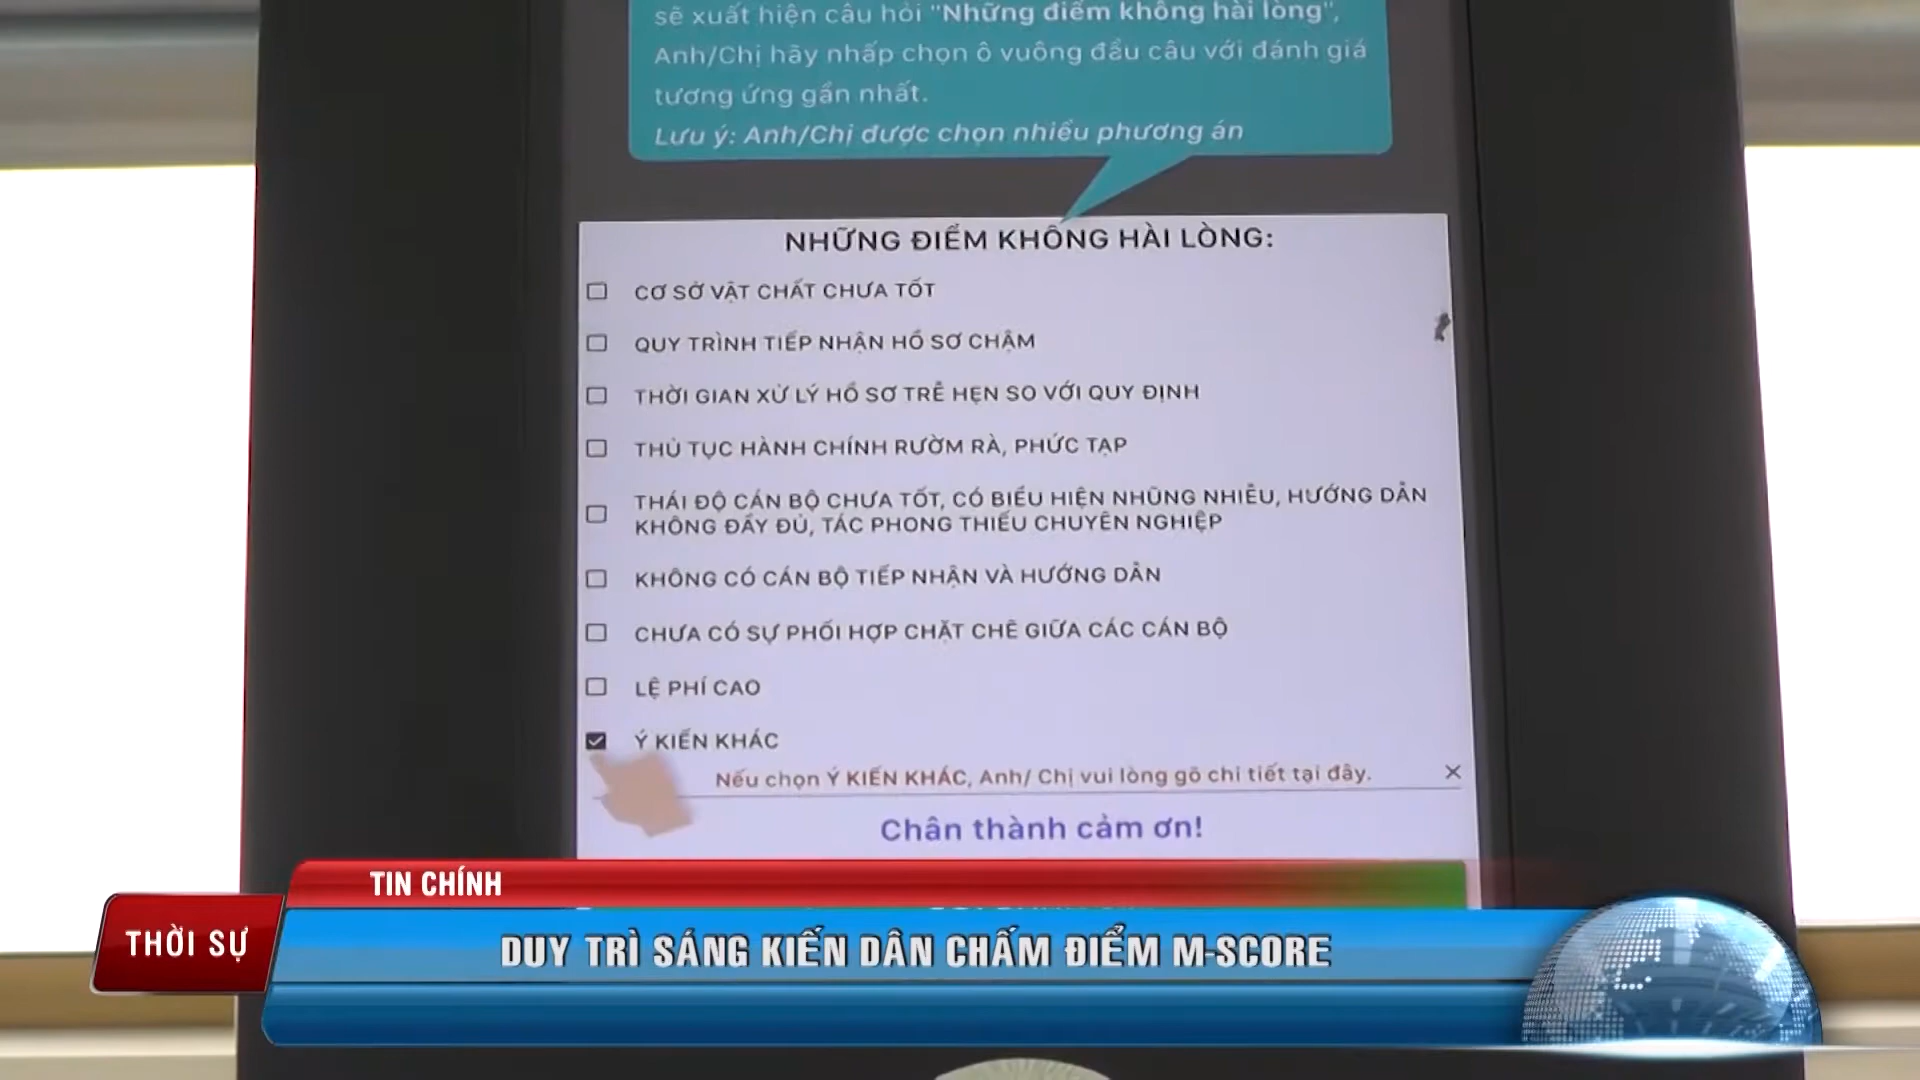 sẽ xuất hiện câu hỏi "Những điểm không hài lòng",
Anh/Chị hãy nhấp chọn ô vuông đầu câu với đánh giá
tương ứng gần nhất.
Lưu ý: Anh/Chị được chọn nhiều phương án
NHỮNG ĐIỂM KHÔNG HÀI LÒNG:
CƠ SỞ VẬT CHẤT CHƯA TỐT
QUY TRÌNH TIẾP NHẬN HỒ SƠ CHẬM
THỜI GIAN XỬ LÝ HỒ SƠ TRỄ HẸN SO VỚI QUY ĐỊNH
THỦ TỤC HÀNH CHÍNH RƯỜM RÀ, PHỨC TẠP
THÁI ĐỘ CÁN BỘ CHƯA TỐT, CÓ BIỂU HIỆN NHŨNG NHIỄU, HƯỚNG DẪN
KHÔNG ĐẦY ĐỦ, TÁC PHONG THIẾU CHUYÊN NGHIỆP
KHÔNG CÓ CÁN BỘ TIẾP NHẬN VÀ HƯỚNG DẪN
CHƯA CÓ SỰ PHỐI HỢP CHẶT CHẼ GIỮA CÁC CÁN BỘ
LỆ PHÍ CAO
Ý KIẾN KHÁC
Nếu chọn Ý KIẾN KHÁC, Anh/ Chị vui lòng gõ chi tiết tại đây.
Chân thành cảm ơn!
TIN CHÍNH
THỜI SỰ
DUY TRÌ SÁNG KIẾN DÂN CHẤM ĐIỂM M-SCORE